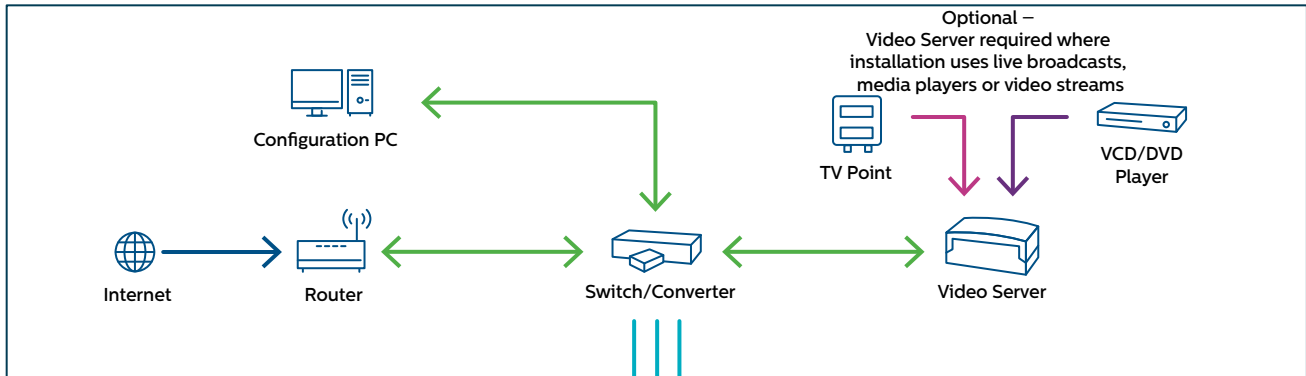 Optional –
Video Server required where
installation uses live broadcasts,
media players or video streams
Configuration PC
TV Point
VCD/DVD
Player
Internet
Router
Switch/Converter
Video Server